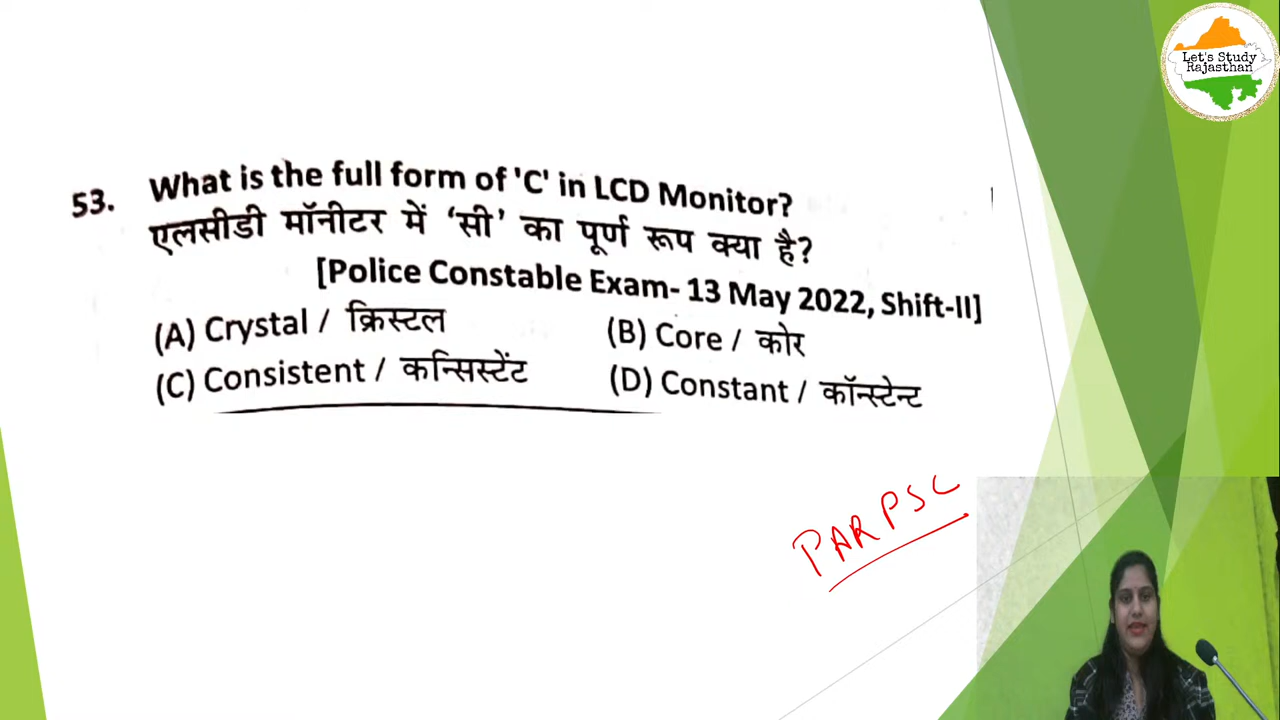 Let's Study
Rajasthan
53. What is the full form of 'C' in LCD Monitor?
एलसीडी मॉनीटर में ‘सी’ का पूर्ण रूप क्या है?
[Police Constable Exam- 13 May 2022, Shift-II]
(A) Crystal / क्रिस्टल (B) Core / कोर
(C) Consistent / कन्सिस्टेंट (D) Constant / कॉन्स्टेन्ट
PARPSC